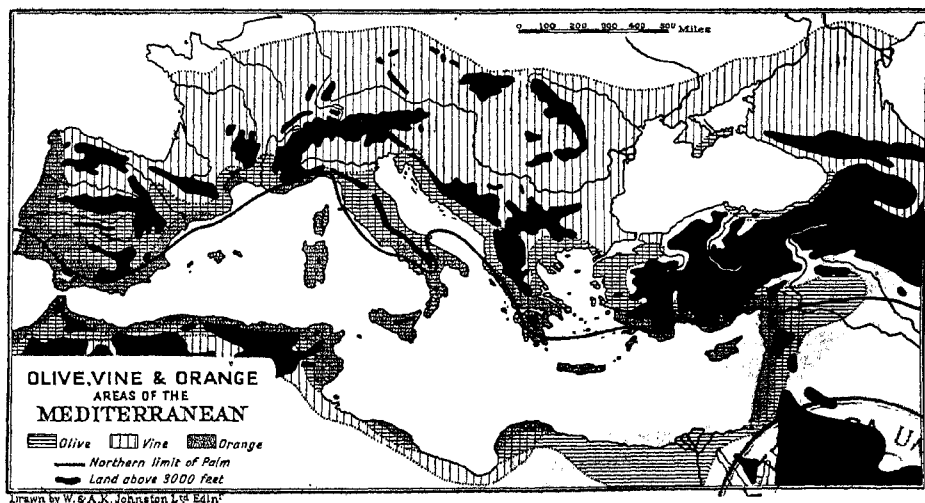 0 100 200 300 400 500 Miles
OLIVE, VINE & ORANGE
AREAS OF THE
MEDITERRANEAN
Olive Vine Orange
Northern limit of Palm
Land above 3000 feet
Drawn by W. & A.K. Johnston Ltd Edinr